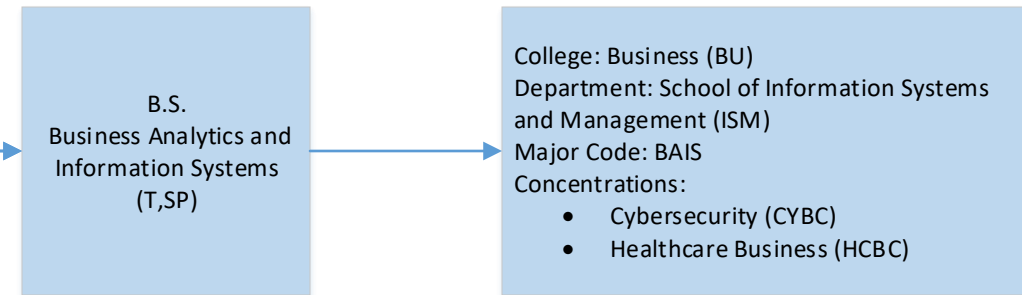 B.S.
Business Analytics and
Information Systems
(T,SP)
College: Business (BU)
Department: School of Information Systems
and Management (ISM)
Major Code: BAIS
Concentrations:
• Cybersecurity (CYBC)
• Healthcare Business (HCBC)